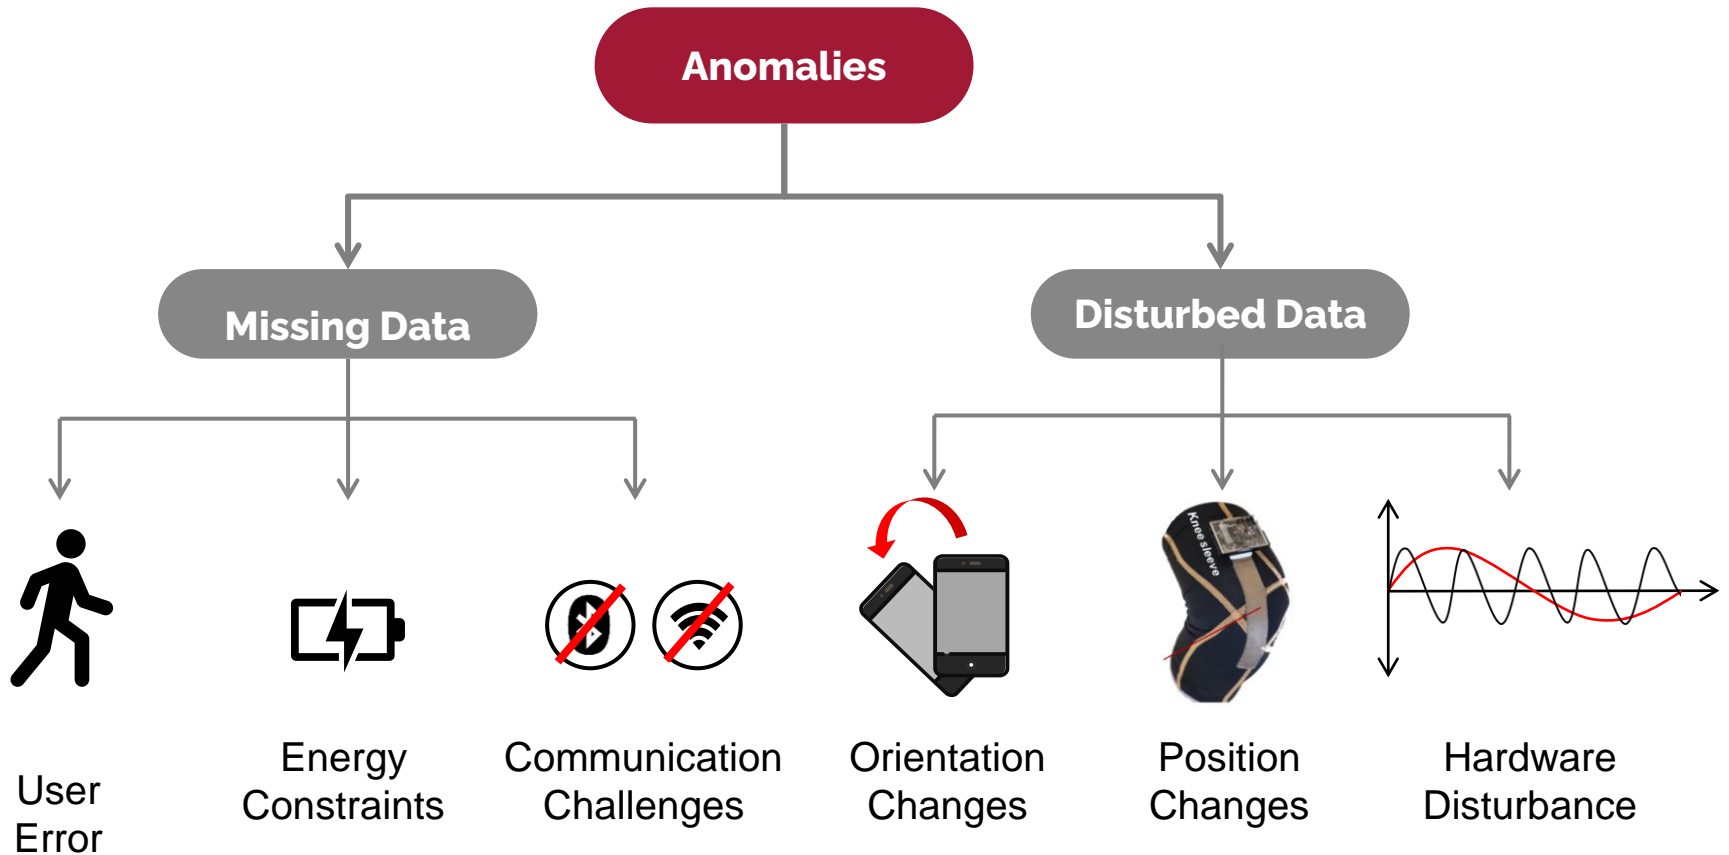 Anomalies
Missing Data
Disturbed Data
Knee sleeve
User
Error
Energy
Constraints
Communication
Challenges
Orientation
Changes
Position
Changes
Hardware
Disturbance